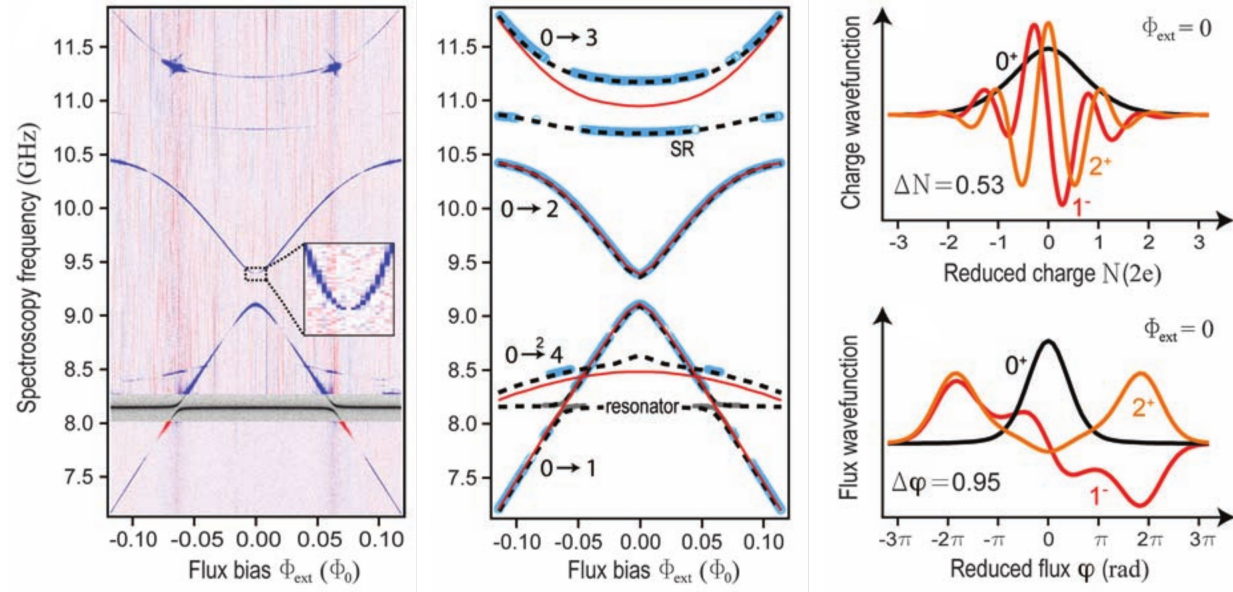 Spectroscopy frequency (GHz)
11.5
11.0
10.5
10.0
9.5
9.0
8.5
8.0
7.5
-0.10 -0.05 0.00 0.05 0.10
Flux bias Φext (Φ0)
11.5
11.0
10.5
10.0
9.5
9.0
8.5
8.0
7.5
0→3
SR
0→2
0→4
2
resonator
0→1
-0.10 -0.05 0.00 0.05 0.10
Flux bias Φext (Φ0)
Charge wavefunction
Φext = 0
0+
2+
ΔN = 0.53
1-
-3 -2 -1 0 1 2 3
Reduced charge N(2e)
Flux wavefunction
Φext = 0
0+
2+
Δφ = 0.95
1-
-3π -2π -π 0 π 2π 3π
Reduced flux φ (rad)